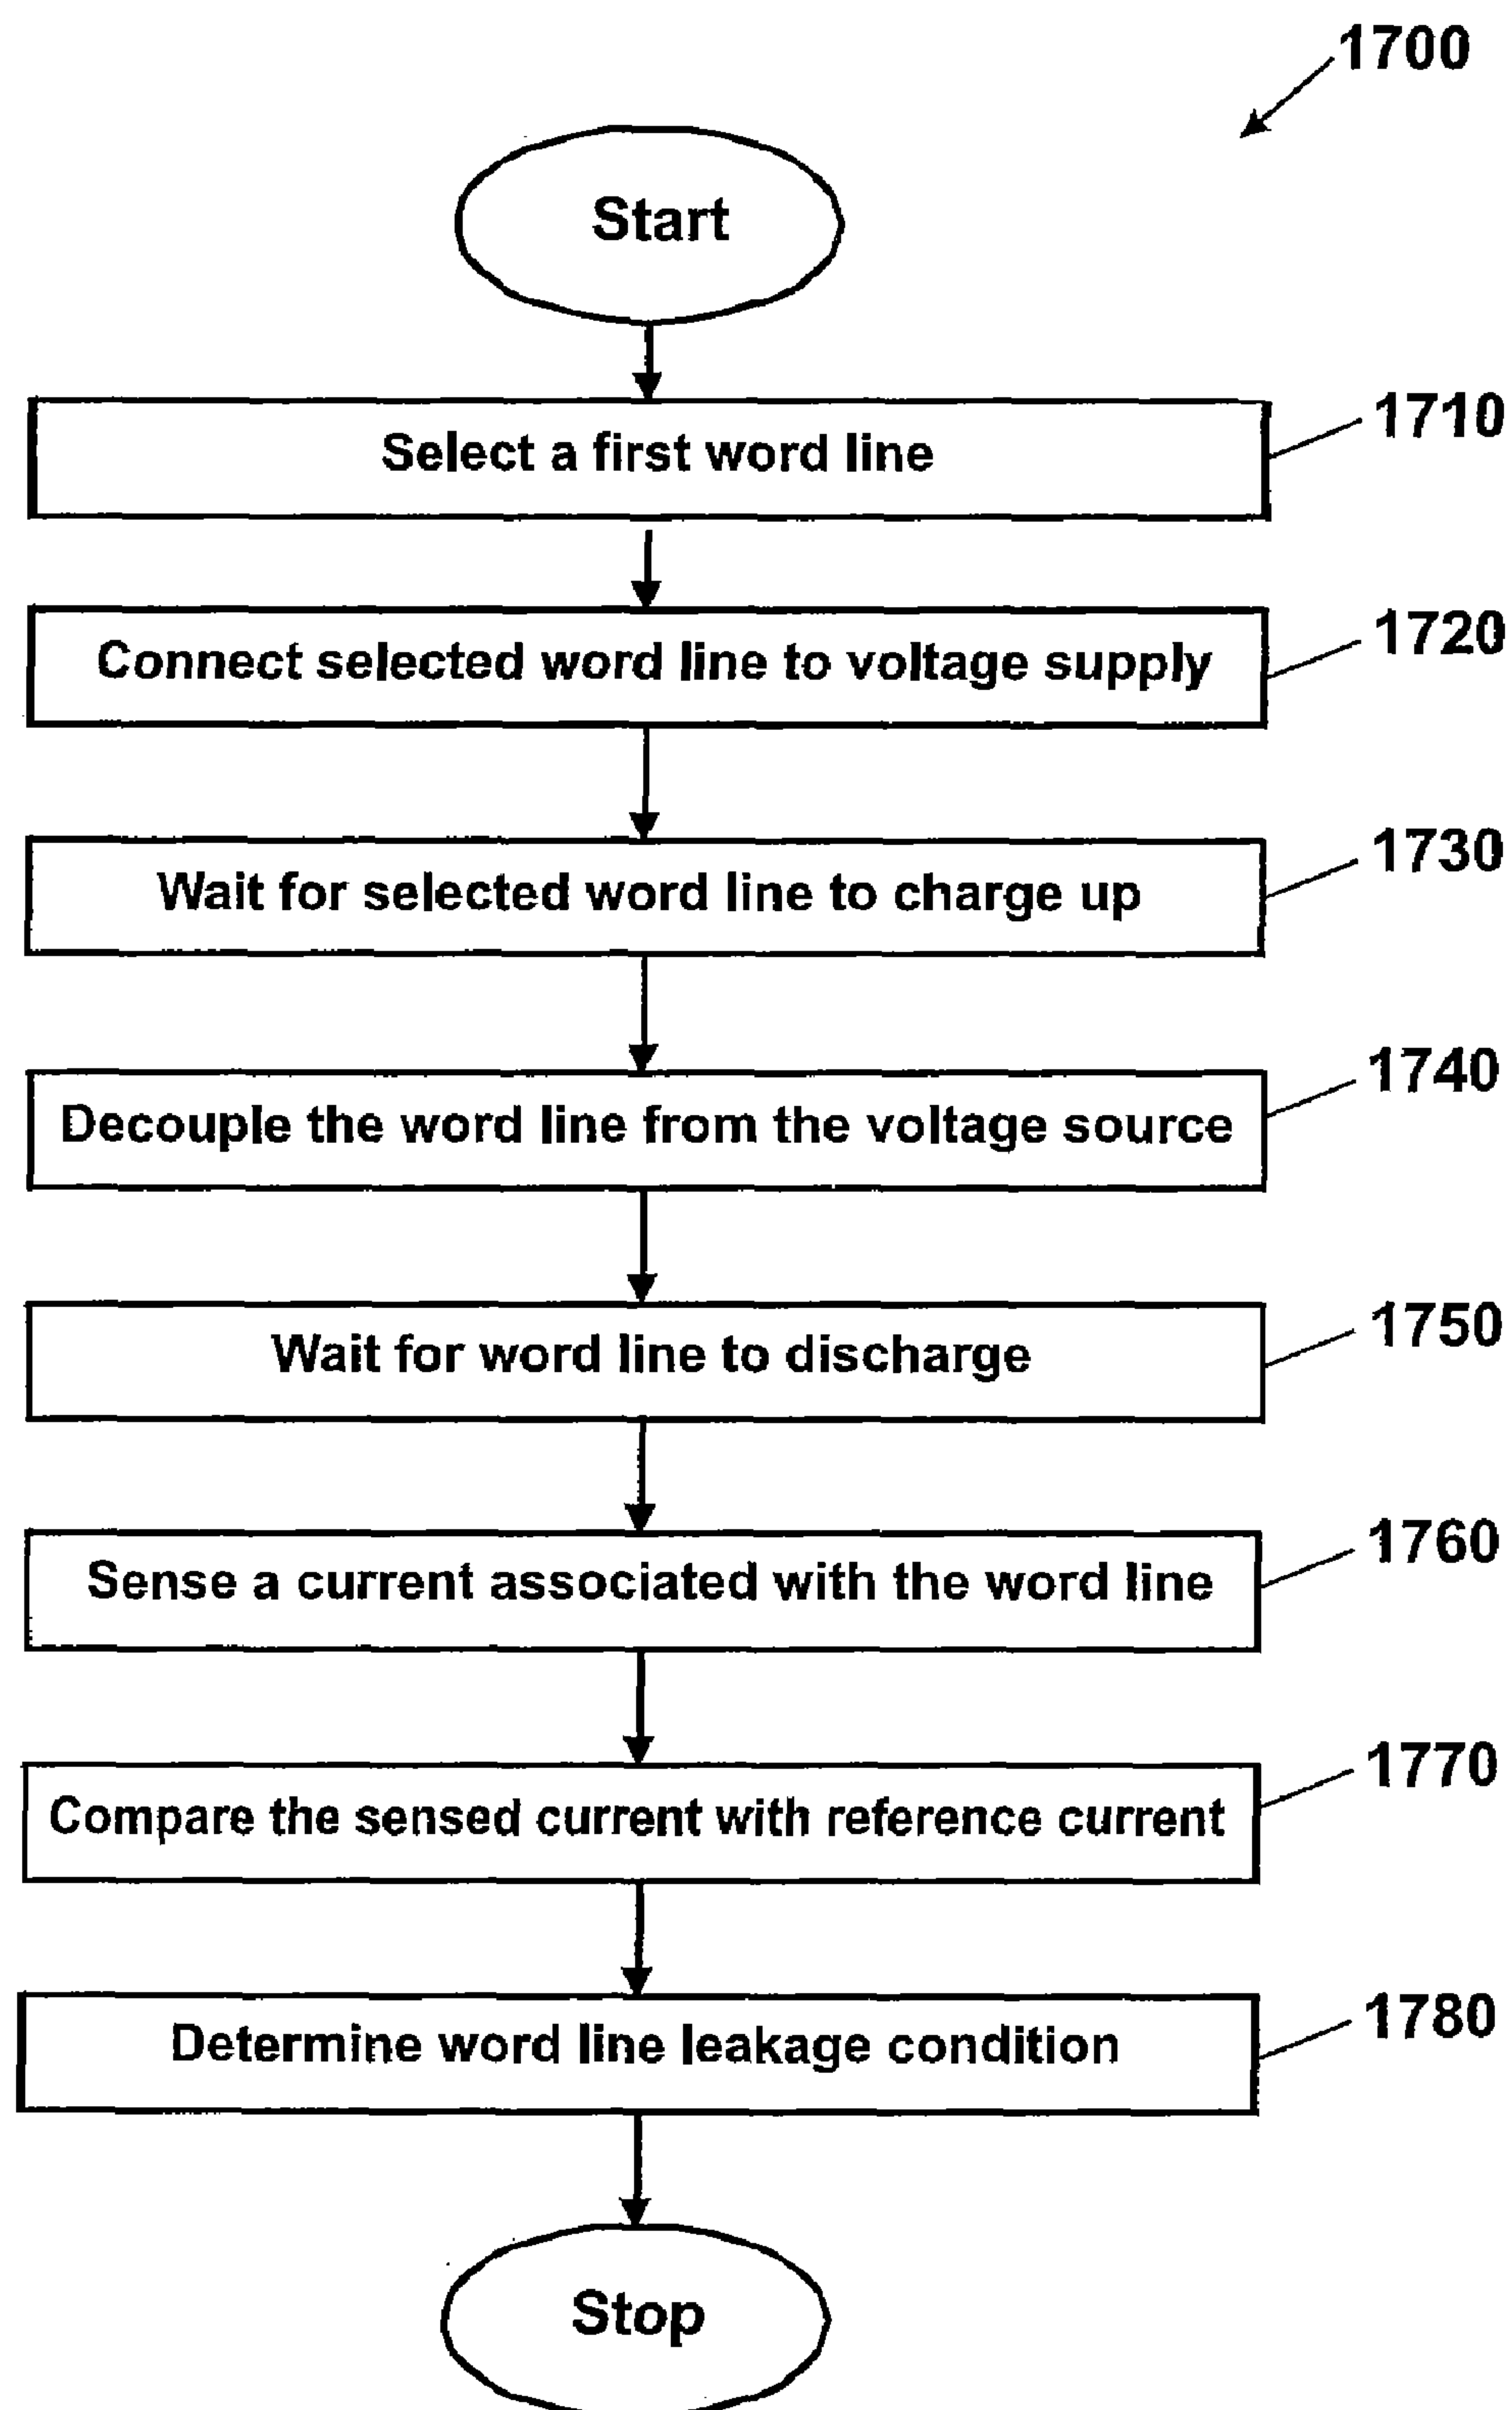 1700
Start
Select a first word line
1710
Connect selected word line to voltage supply
1720
Wait for selected word line to charge up
1730
Decouple the word line from the voltage source
1740
Wait for word line to discharge
1750
Sense a current associated with the word line
1760
Compare the sensed current with reference current
1770
Determine word line leakage condition
1780
Stop